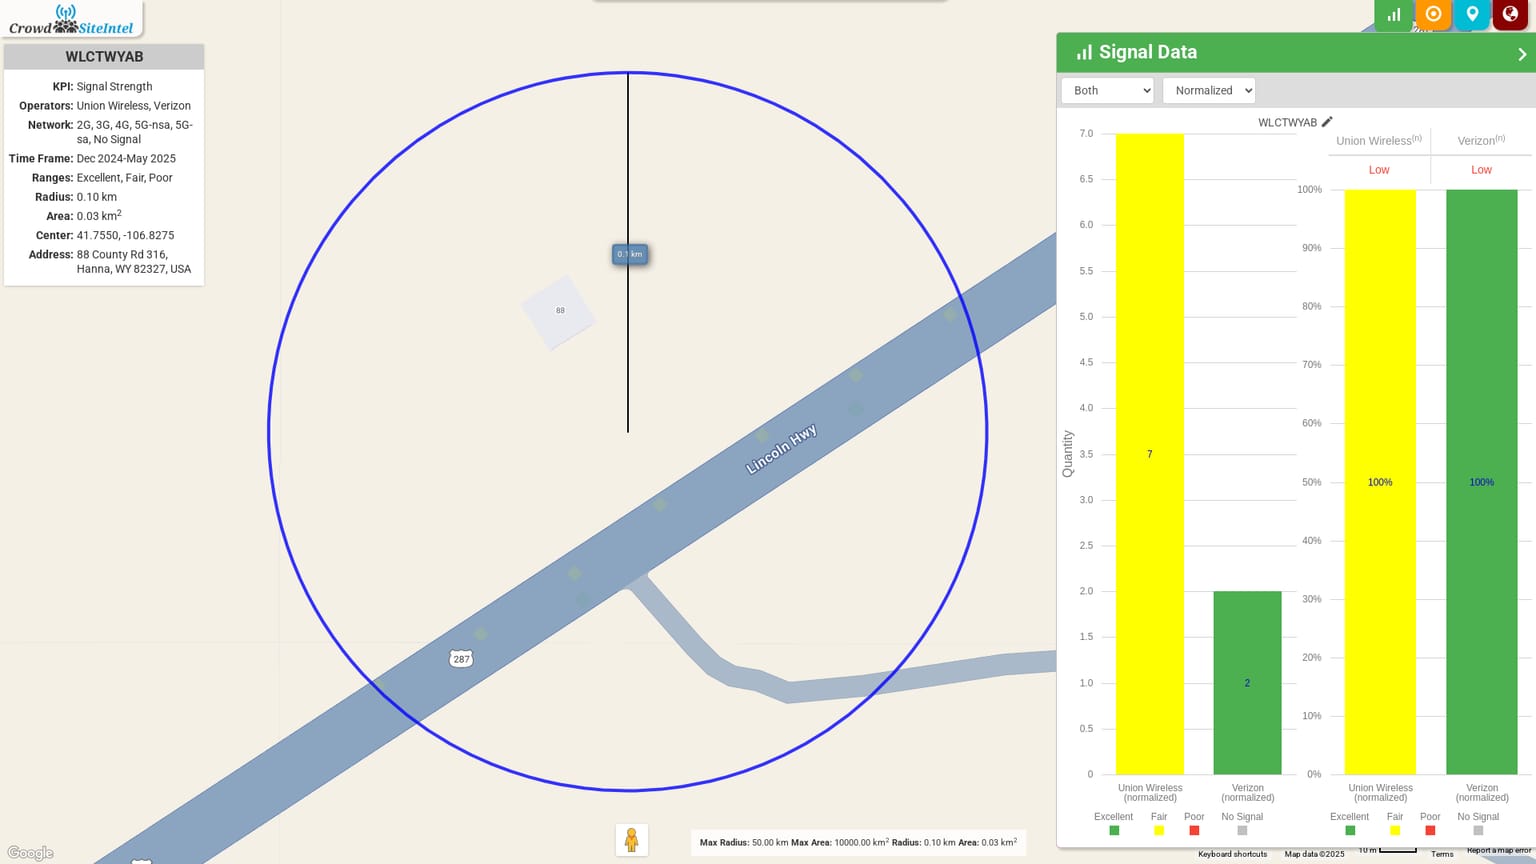 Crowd SiteIntel
WLCTWYAB
KPI: Signal Strength
Operators: Union Wireless, Verizon
Network: 2G, 3G, 4G, 5G-nsa, 5G-
sa, No Signal
Time Frame: Dec 2024-May 2025
Ranges: Excellent, Fair, Poor
Radius: 0.10 km
Area: 0.03 km²
Center: 41.7550, -106.8275
Address: 88 County Rd 316,
Hanna, WY 82327, USA
0.1 km
88
Lincoln Hwy
287
Signal Data
Both
Normalized
WLCTWYAB
Quantity
7.0
6.5
6.0
5.5
5.0
4.5
4.0
3.5
3.0
2.5
2.0
1.5
1.0
0.5
0
7
2
Union Wireless
(normalized)
Verizon
(normalized)
Excellent
Fair
Poor
No Signal
Union Wireless(n)
Verizon(n)
Low
Low
100%
90%
80%
70%
60%
50%
40%
30%
20%
10%
0%
100%
100%
Union Wireless
(normalized)
Verizon
(normalized)
Excellent
Fair
Poor
No Signal
Google
Max Radius: 50.00 km Max Area: 10000.00 km² Radius: 0.10 km Area: 0.03 km²
Keyboard shortcuts
Map data ©2025
10 m
Terms
Report a map error